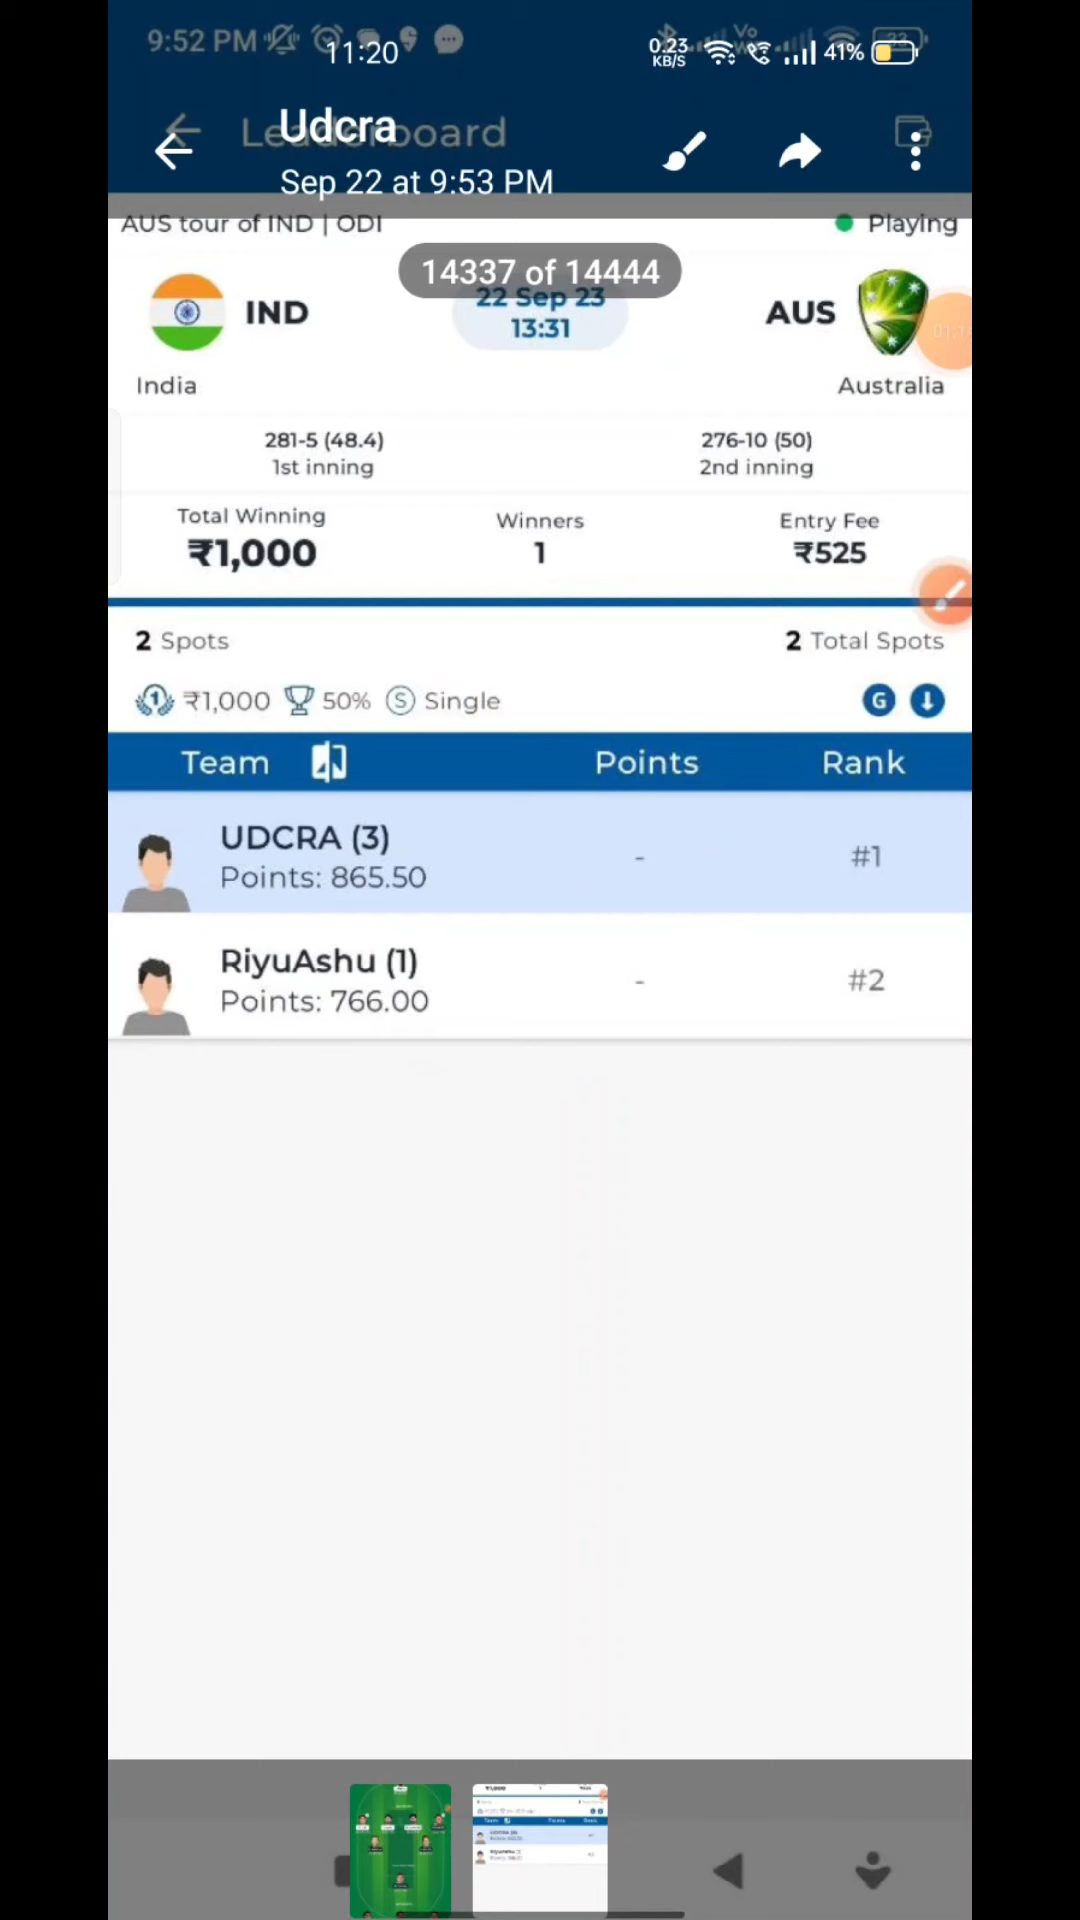 9:52 PM
11:20
0.23
KB/S
Vo
41%
33
Leaderboard
Udcra
Sep 22 at 9:53 PM
AUS tour of IND | ODI
Playing
14337 of 14444
22 Sep 23
13:31
IND
AUS
India
Australia
281-5 (48.4)
1st inning
276-10 (50)
2nd inning
Total Winning
₹1,000
Winners
1
Entry Fee
₹525
2 Spots
2 Total Spots
1 ₹1,000 50% S Single
G
Team
Points
Rank
UDCRA (3)
Points: 865.50
-
#1
RiyuAshu (1)
Points: 766.00
-
#2